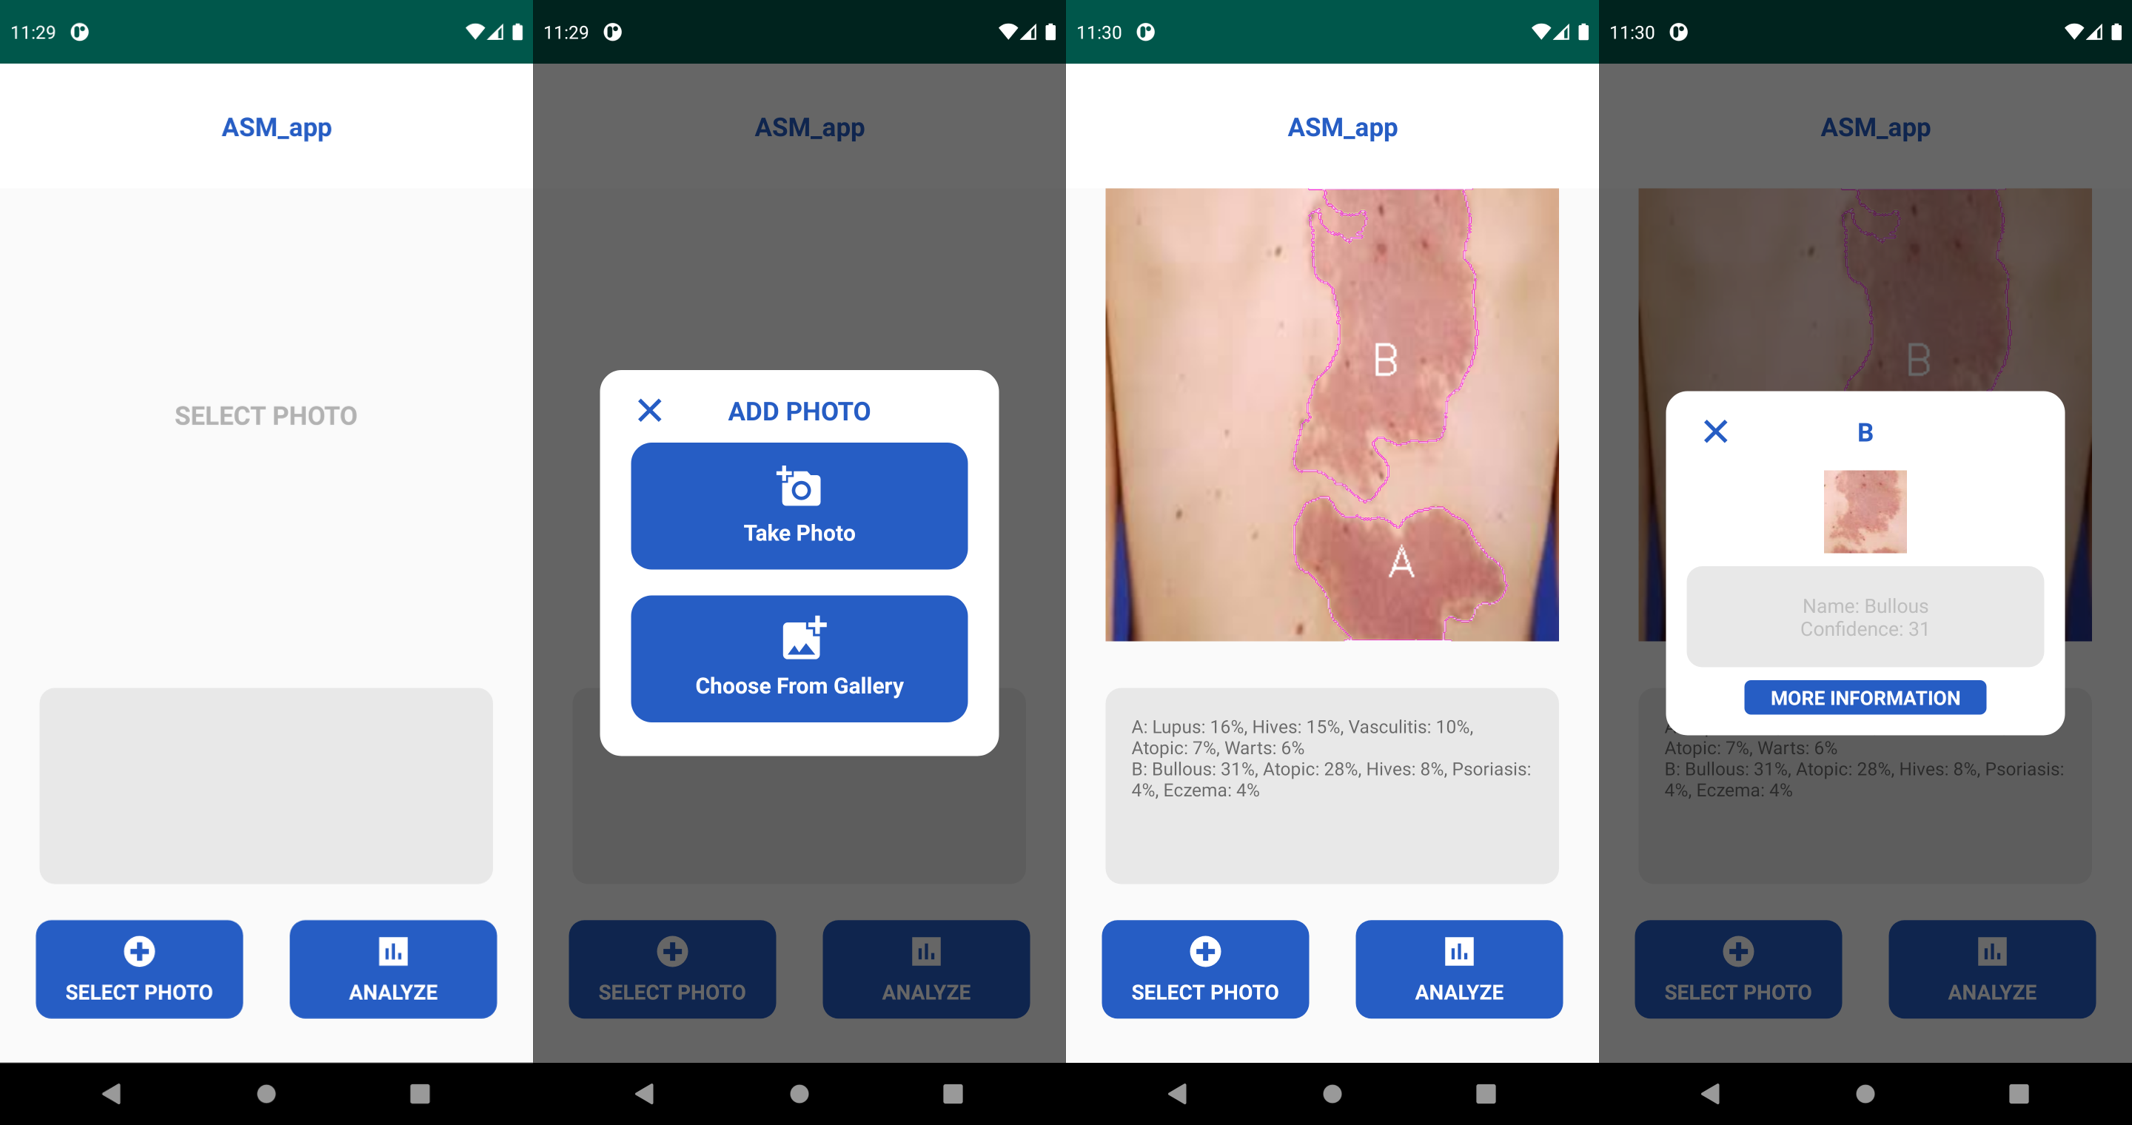 11:29
ASM_app
SELECT PHOTO
SELECT PHOTO
ANALYZE
11:29
ASM_app
ADD PHOTO
Take Photo
Choose From Gallery
SELECT PHOTO
ANALYZE
11:30
ASM_app
B
A
A: Lupus: 16%, Hives: 15%, Vasculitis: 10%,
Atopic: 7%, Warts: 6%
B: Bullous: 31%, Atopic: 28%, Hives: 8%, Psoriasis:
4%, Eczema: 4%
SELECT PHOTO
ANALYZE
11:30
ASM_app
B
B
Name: Bullous
Confidence: 31
MORE INFORMATION
Atopic: 7%, Warts: 6%
B: Bullous: 31%, Atopic: 28%, Hives: 8%, Psoriasis:
4%, Eczema: 4%
SELECT PHOTO
ANALYZE